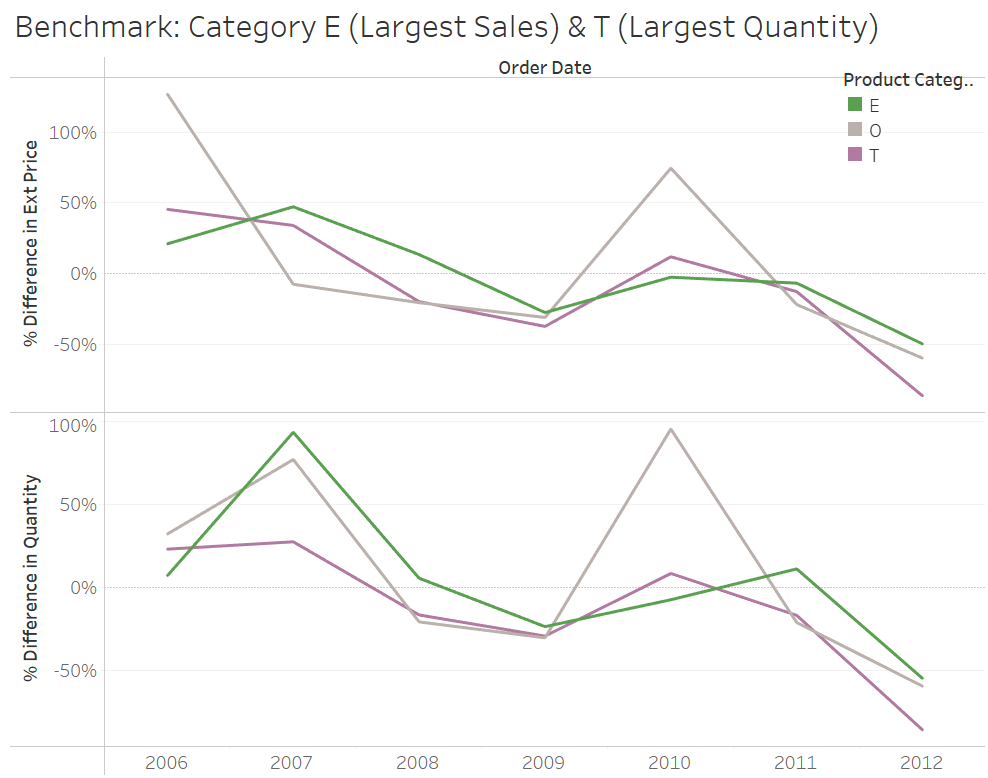 Benchmark: Category E (Largest Sales) & T (Largest Quantity)
Order Date
Product Categ..
E
O
T
% Difference in Ext Price
100%
50%
0%
-50%
% Difference in Quantity
100%
50%
0%
-50%
2006 2007 2008 2009 2010 2011 2012